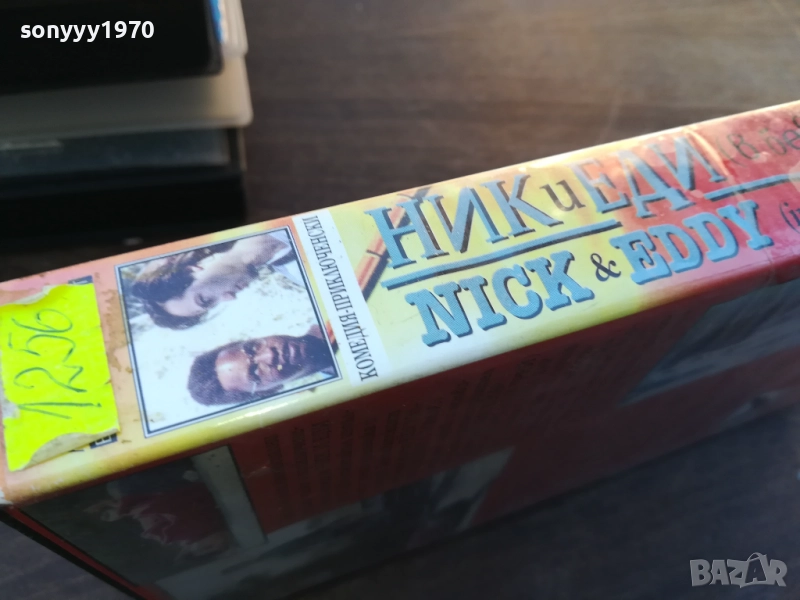 sonyyy1970
НИК и ЕДИ (В
NICK & EDDY
КОМЕДИЯ-ПРИКЛЮЧЕНСКИ
1256
BAZAR